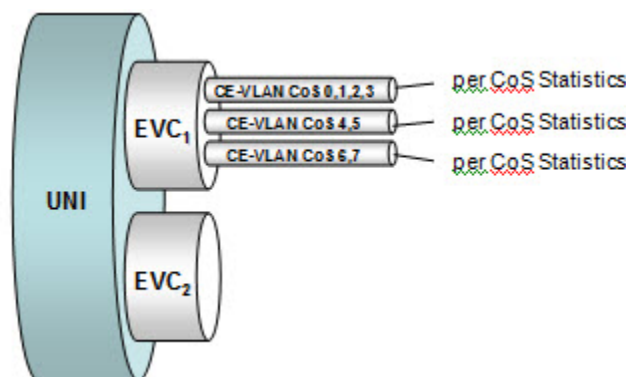 CE-VLAN CoS 0,1,2,3 per CoS Statistics
EVC1 CE-VLAN CoS 4,5 per CoS Statistics
CE-VLAN CoS 6,7 per CoS Statistics
UNI
EVC2